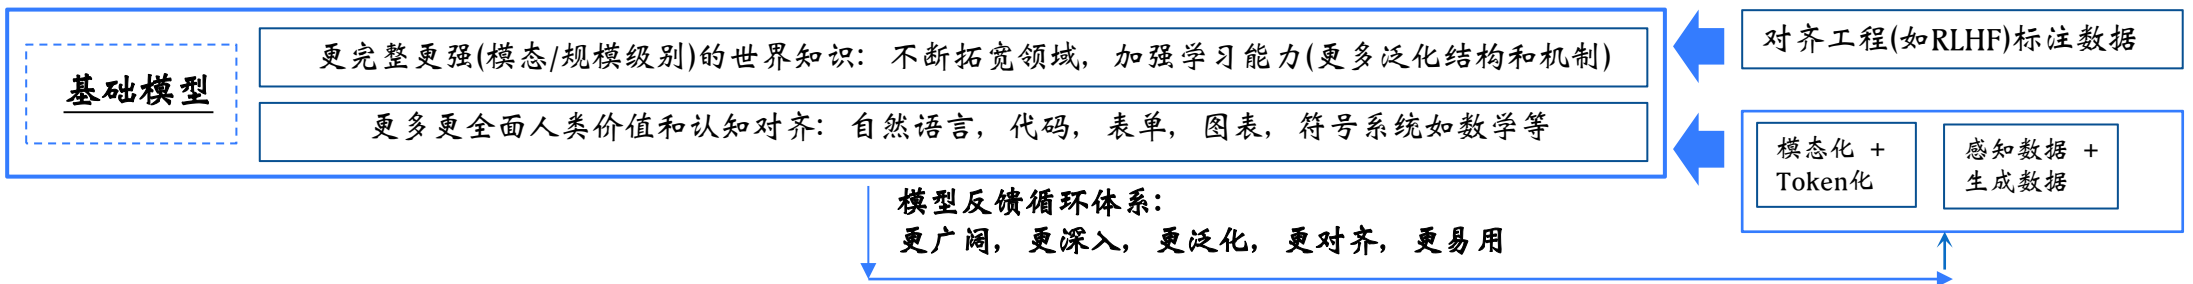 基础模型
更完整更强(模态/规模级别)的世界知识：不断拓宽领域，加强学习能力(更多泛化结构和机制)
更多更全面人类价值和认知对齐：自然语言，代码，表单，图表，符号系统如数学等
对齐工程(如RLHF)标注数据
模态化 +
Token化
感知数据 +
生成数据
模型反馈循环体系：
更广阔，更深入，更泛化，更对齐，更易用